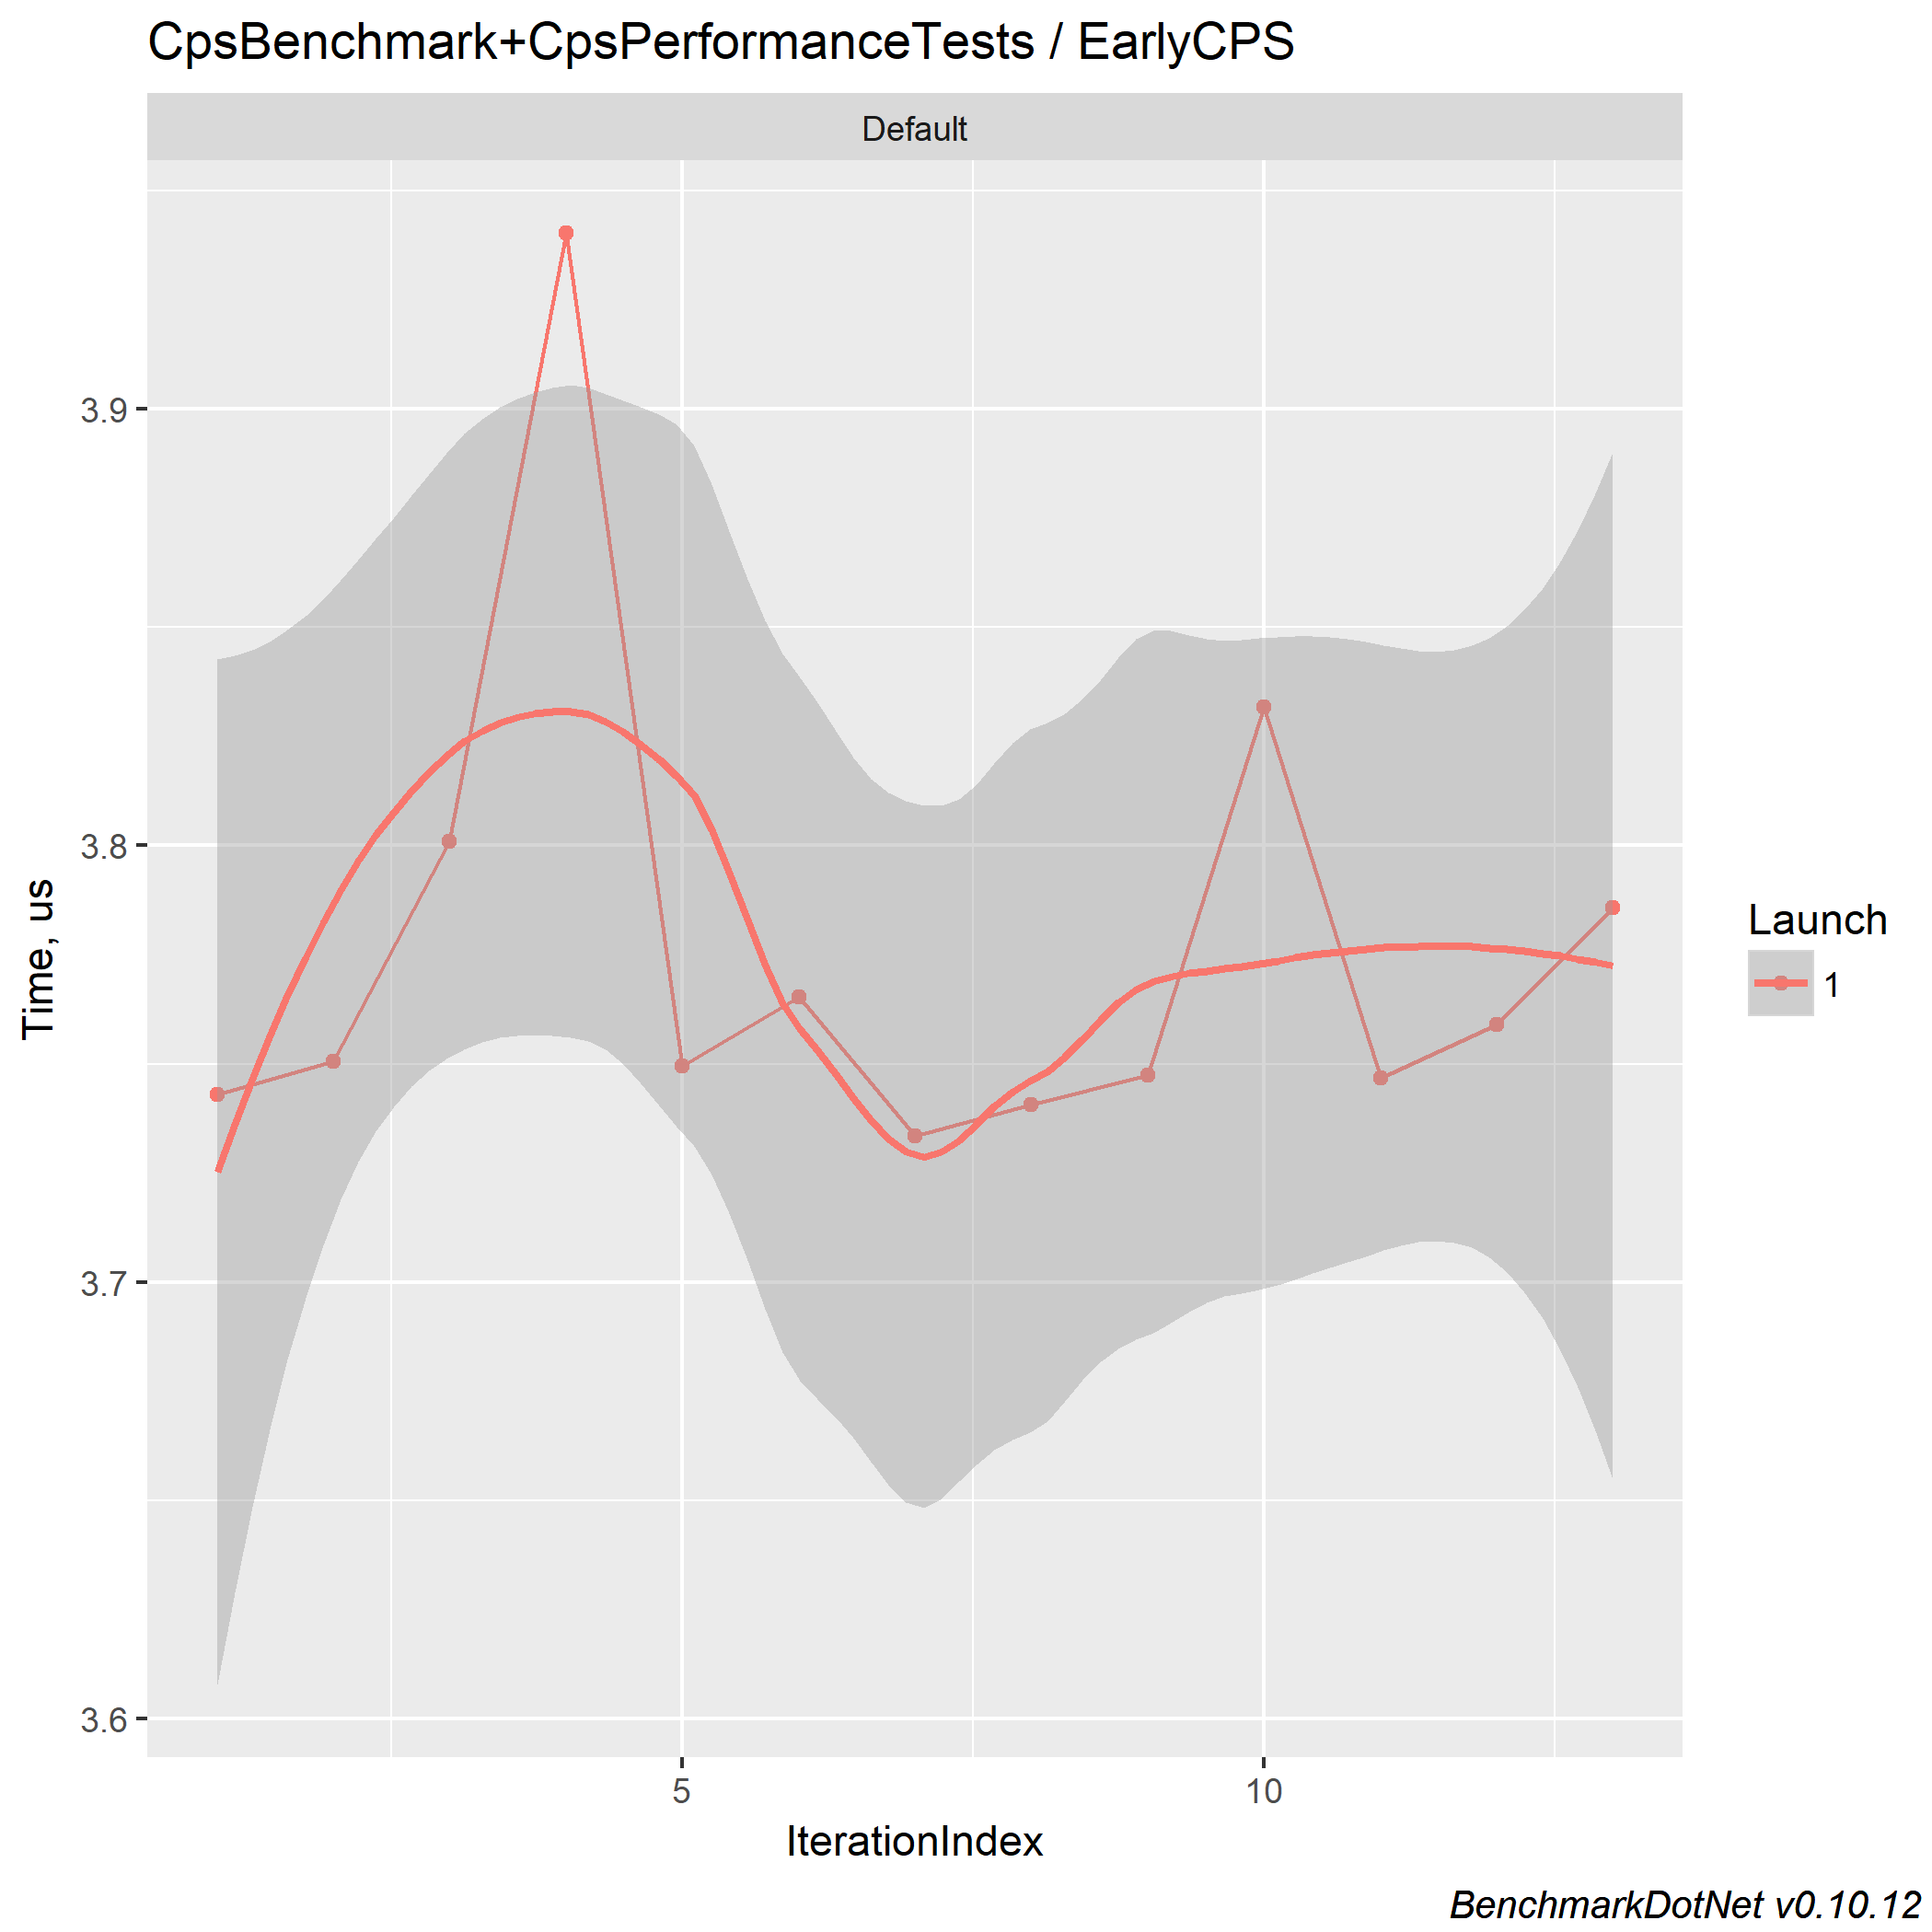 CpsBenchmark+CpsPerformanceTests / EarlyCPS
Default
Time, us
3.9
3.8
3.7
3.6
5 10
IterationIndex
Launch
1
BenchmarkDotNet v0.10.12